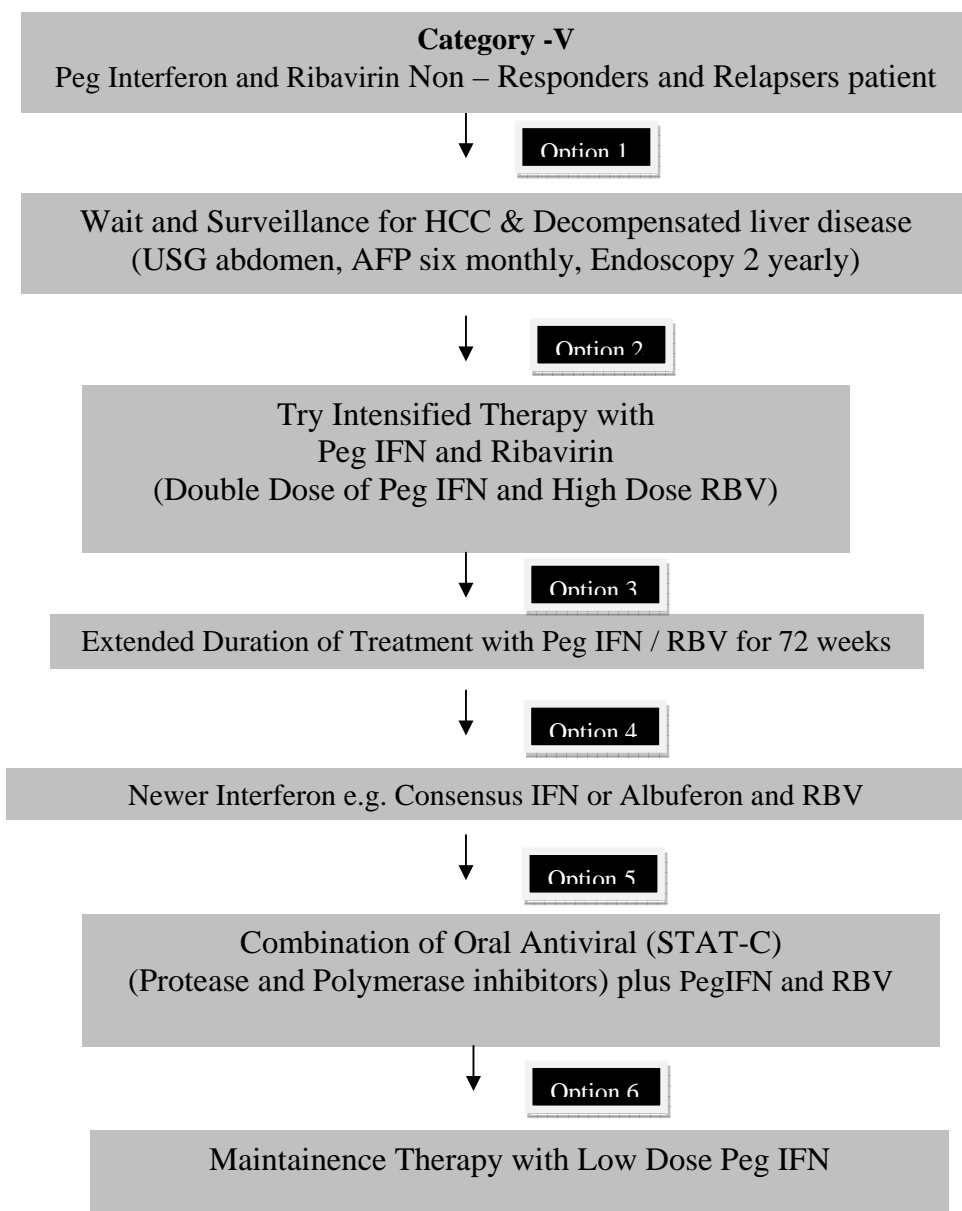 Category -V
Peg Interferon and Ribavirin Non – Responders and Relapsers patient
Option 1
Wait and Surveillance for HCC & Decompensated liver disease
(USG abdomen, AFP six monthly, Endoscopy 2 yearly)
Option 2
Try Intensified Therapy with
Peg IFN and Ribavirin
(Double Dose of Peg IFN and High Dose RBV)
Option 3
Extended Duration of Treatment with Peg IFN / RBV for 72 weeks
Option 4
Newer Interferon e.g. Consensus IFN or Albuferon and RBV
Option 5
Combination of Oral Antiviral (STAT-C)
(Protease and Polymerase inhibitors) plus PegIFN and RBV
Option 6
Maintainence Therapy with Low Dose Peg IFN